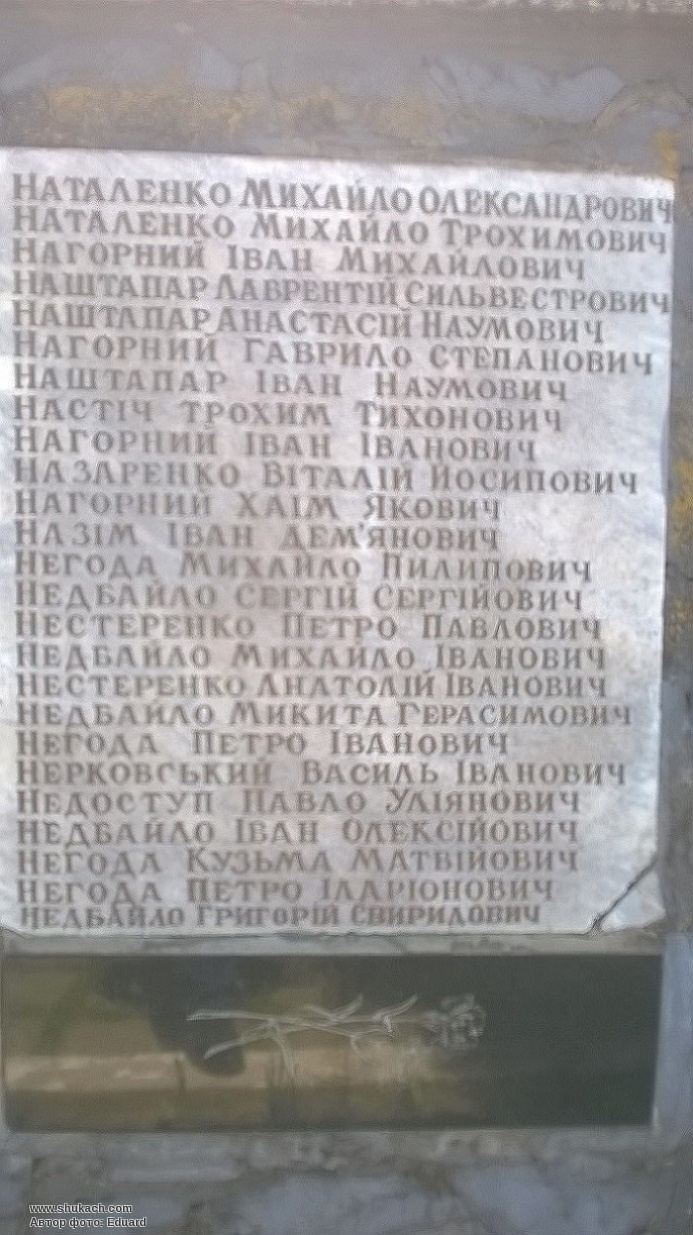 НАТАЛЕНКО МИХАЙЛО ОЛЕКСАНДРОВИЧ
НАТАЛЕНКО МИХАЙЛО ТРОХИМОВИЧ
НАГОРНИЙ ІВАН МИХАЙЛОВИЧ
НАШТАПАР ЛАВРЕНТІЙ СИЛЬВЕСТРОВИЧ
НАШТАПАР АНАСТАСІЙ НАУМОВИЧ
НАГОРНИЙ ГАВРИЛО СТЕПАНОВИЧ
НАШТАПАР ІВАН НАУМОВИЧ
НАСТІЧ ТРОХИМ ТИХОНОВИЧ
НАГОРНИЙ ІВАН ІВАНОВИЧ
НАЗАРЕНКО ВІТАЛІЙ ЙОСИПОВИЧ
НАГОРНИЙ ХАІМ ЯКОВИЧ
НАЗІМ ІВАН ДЕМ'ЯНОВИЧ
НЕГОДА МИХАЙЛО ПИЛИПОВИЧ
НЕДБАЙЛО СЕРГІЙ СЕРГІЙОВИЧ
НЕСТЕРЕНКО ПЕТРО ПАВЛОВИЧ
НЕДБАЙЛО МИХАЙЛО ІВАНОВИЧ
НЕСТЕРЕНКО АНАТОЛІЙ ІВАНОВИЧ
НЕДБАЙЛО МИКИТА ГЕРАСИМОВИЧ
НЕГОДА ПЕТРО ІВАНОВИЧ
НЕРКОВСЬКИЙ ВАСИЛЬ ІВАНОВИЧ
НЕДОСТУП ПАВЛО УЛІЯНОВИЧ
НЕДБАЙЛО ІВАН ОЛЕКСІЙОВИЧ
НЕГОДА КУЗЬМА МАТВІЙОВИЧ
НЕГОДА ПЕТРО ІЛАРІОНОВИЧ
НЕДБАЙЛО ГРИГОРІЙ СВИРИДОВИЧ
www.shukach.com
Автор фото: Eduard